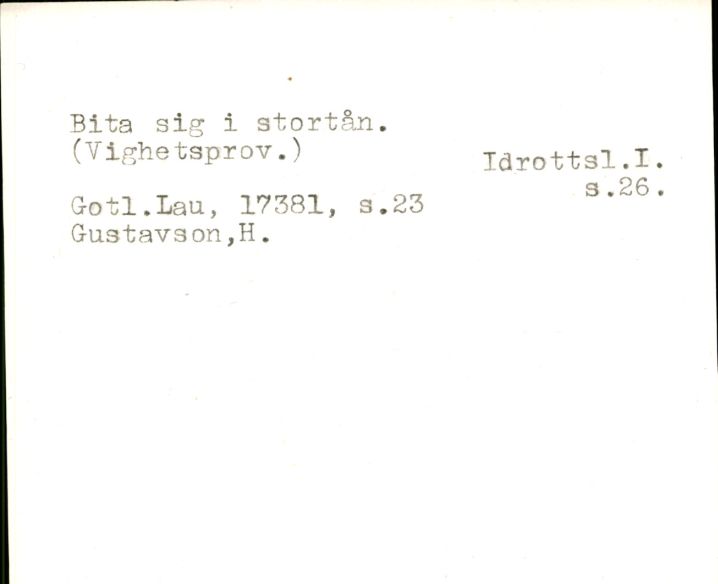 Bita sig i stortån.
(Vighetsprov.)
Idrottsl.I.
s.26.
Gotl.Lau, 17381, s.23
Gustavson,H.